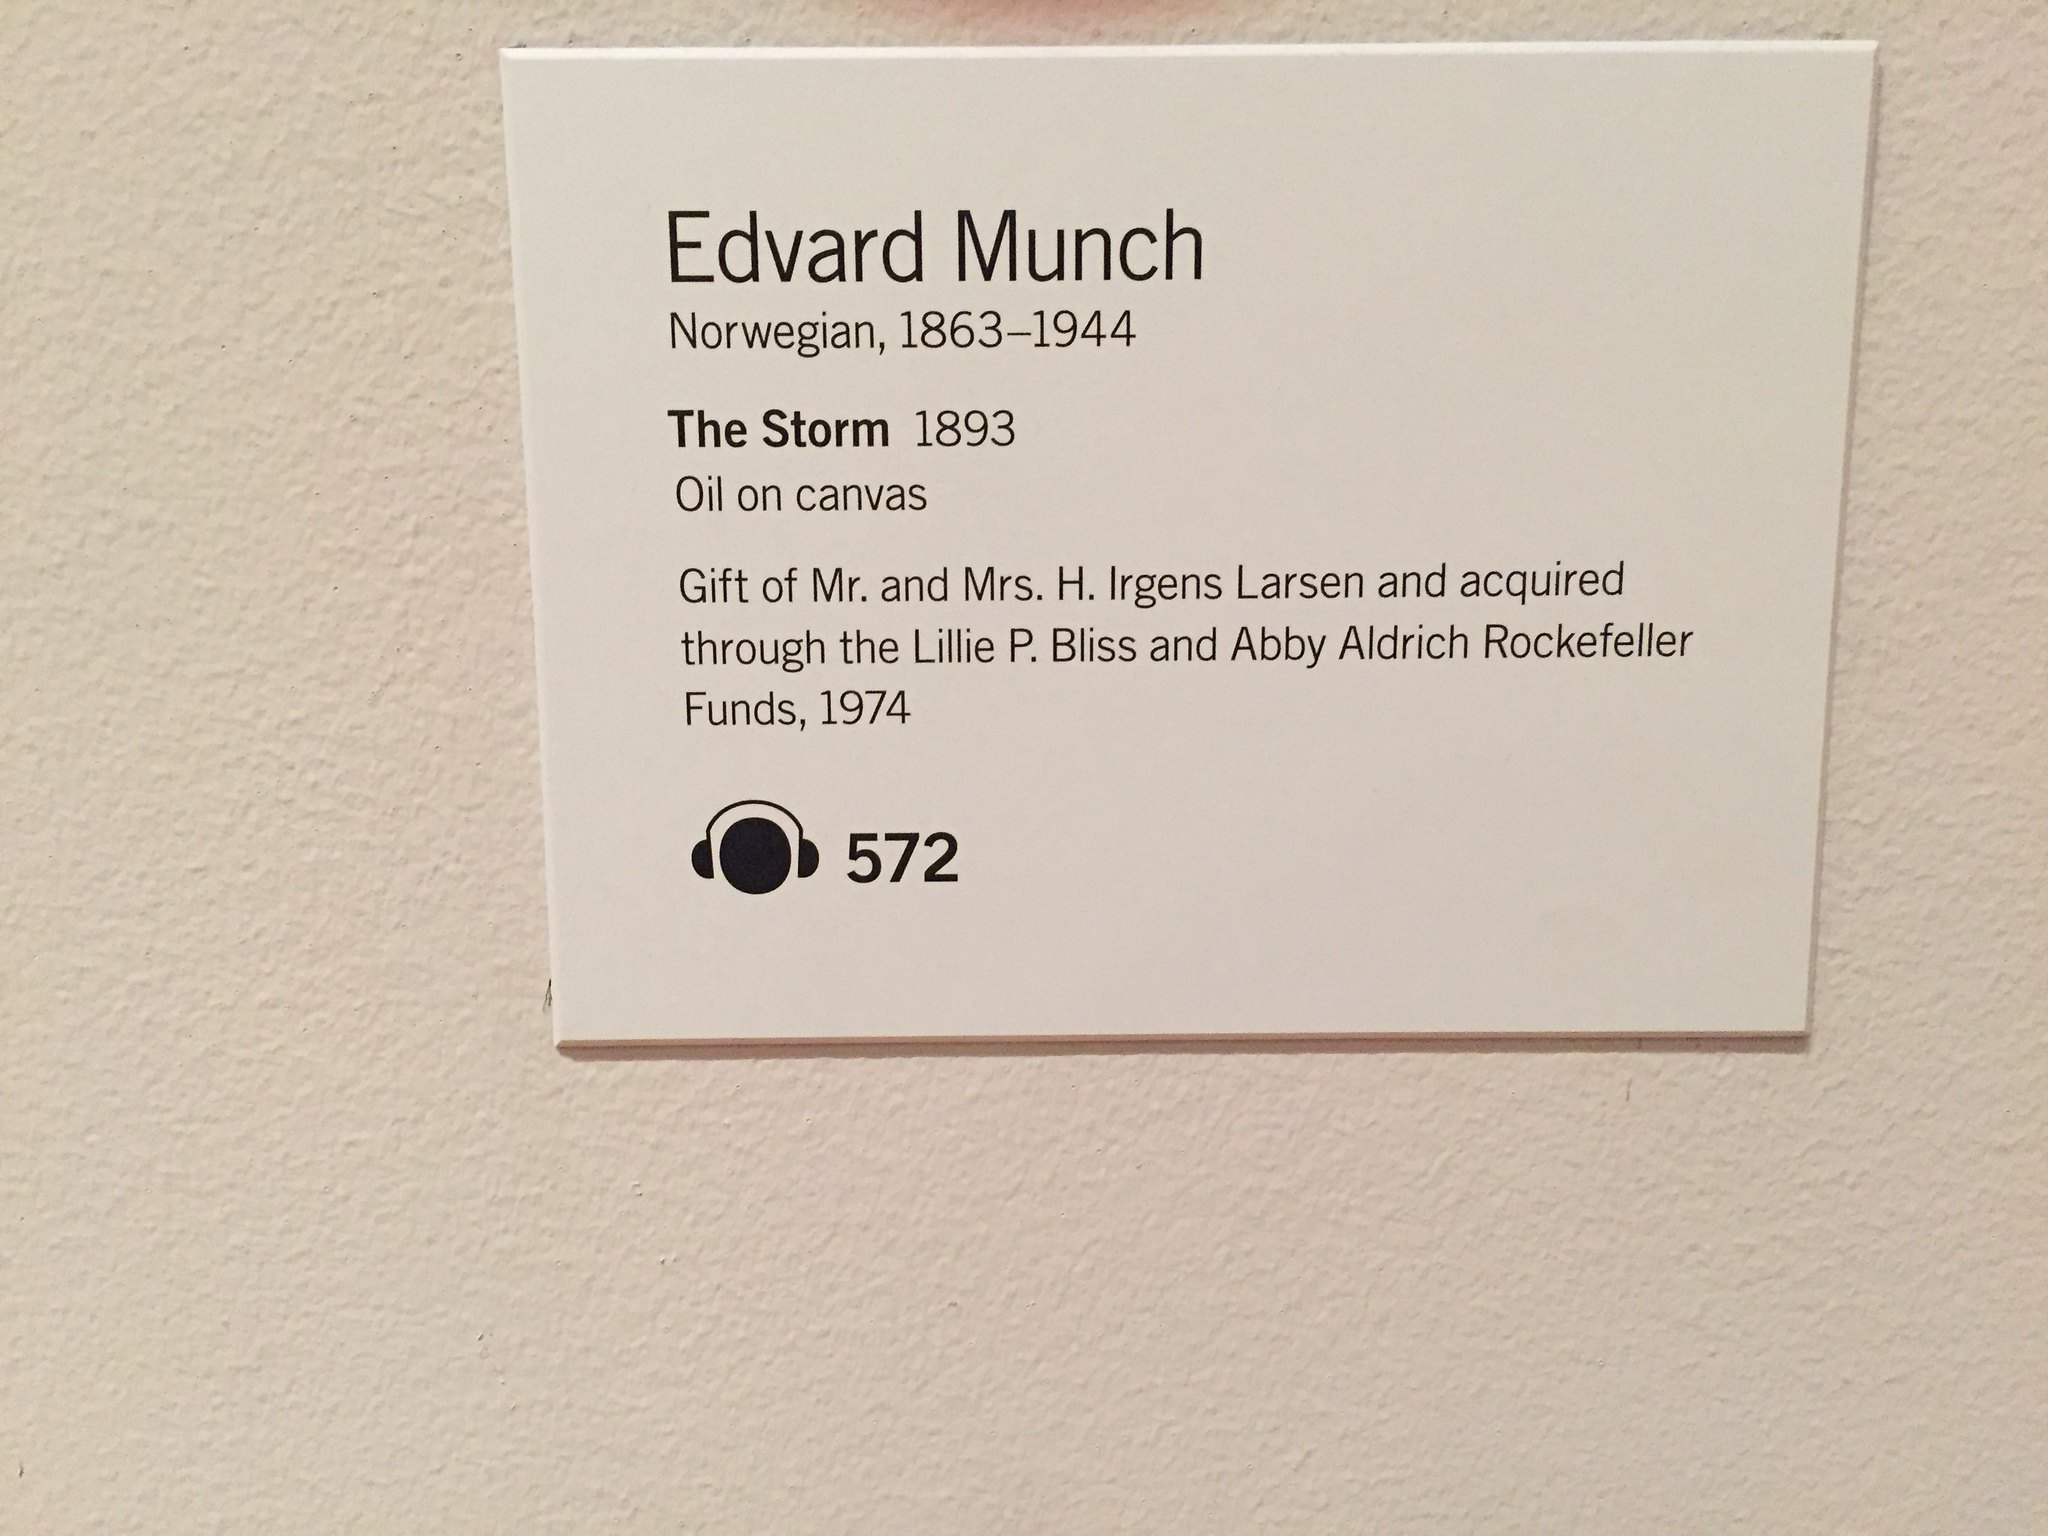 Edvard Munch
Norwegian, 1863–1944
The Storm 1893
Oil on canvas
Gift of Mr. and Mrs. H. Irgens Larsen and acquired
through the Lillie P. Bliss and Abby Aldrich Rockefeller
Funds, 1974
572